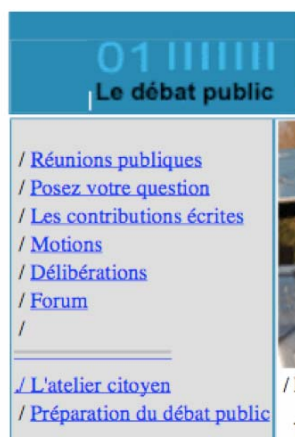 01
Le débat public
/ Réunions publiques
/ Posez votre question
/ Les contributions écrites
/ Motions
/ Délibérations
/ Forum
/
./ L'atelier citoyen
/ Préparation du débat public
/